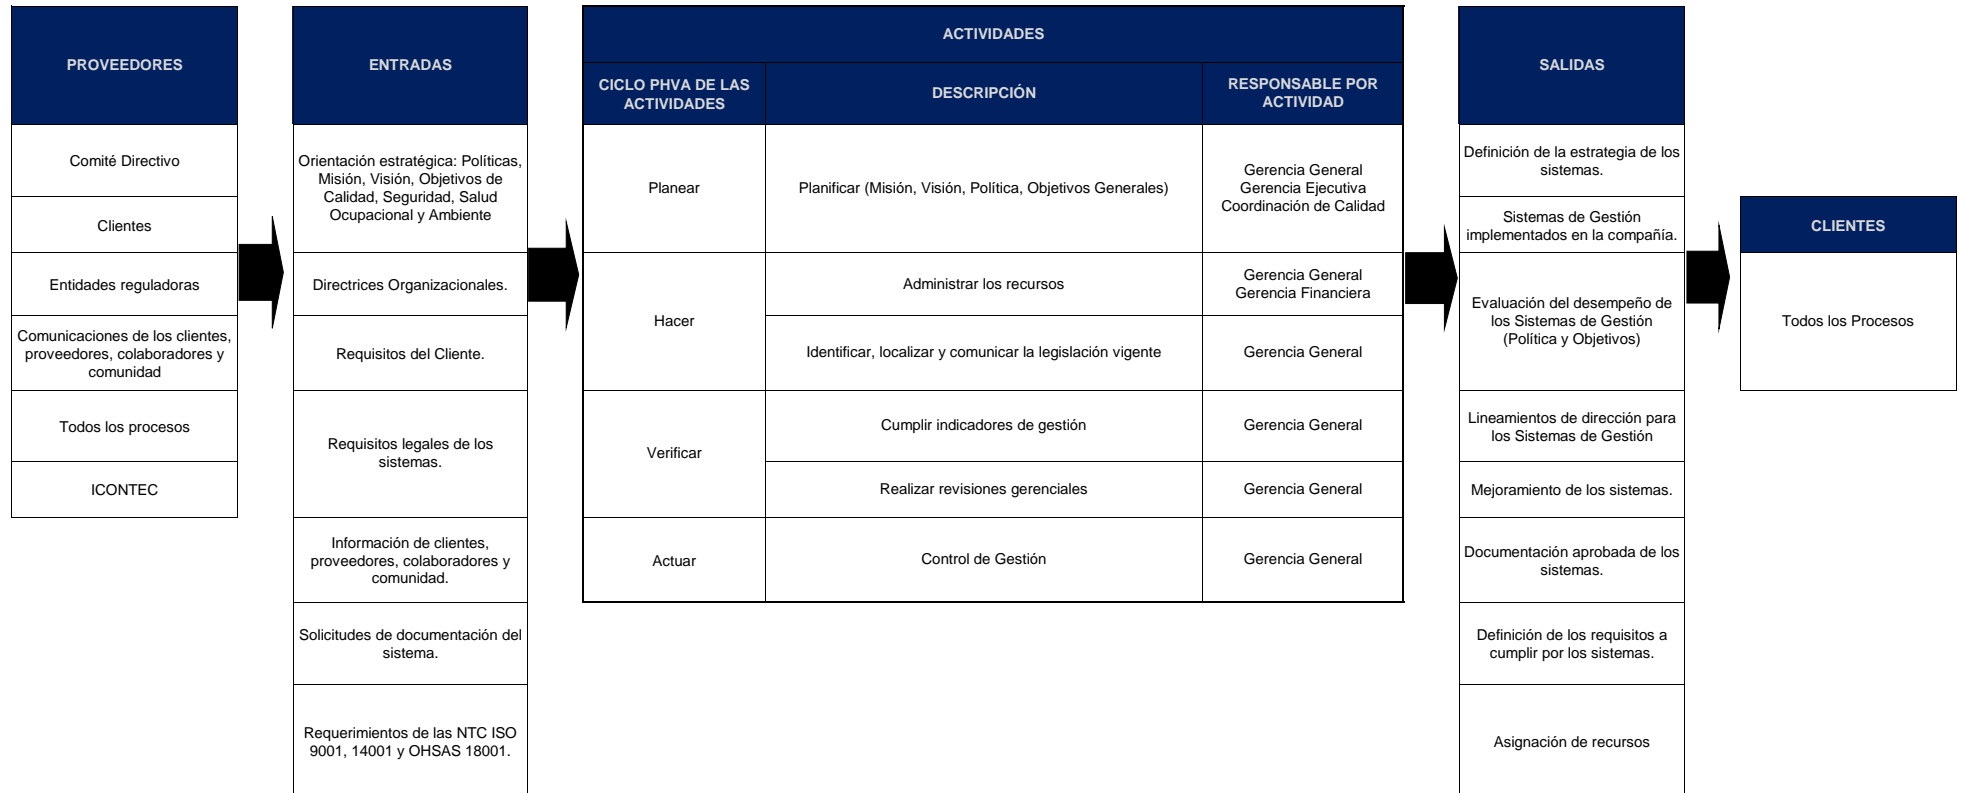 PROVEEDORES
Comité Directivo
Clientes
Entidades reguladoras
Comunicaciones de los clientes,
proveedores, colaboradores y
comunidad
Todos los procesos
ICONTEC
ENTRADAS
Orientación estratégica: Políticas,
Misión, Visión, Objetivos de
Calidad, Seguridad, Salud
Ocupacional y Ambiente
Directrices Organizacionales.
Requisitos del Cliente.
Requisitos legales de los
sistemas.
Información de clientes,
proveedores, colaboradores y
comunidad.
Solicitudes de documentación del
sistema.
Requerimientos de las NTC ISO
9001, 14001 y OHSAS 18001.
ACTIVIDADES
CICLO PHVA DE LAS
ACTIVIDADES
DESCRIPCIÓN
RESPONSABLE POR
ACTIVIDAD
Planear
Planificar (Misión, Visión, Política, Objetivos Generales)
Gerencia General
Gerencia Ejecutiva
Coordinación de Calidad
Hacer
Administrar los recursos
Gerencia General
Gerencia Financiera
Identificar, localizar y comunicar la legislación vigente
Gerencia General
Verificar
Cumplir indicadores de gestión
Gerencia General
Realizar revisiones gerenciales
Gerencia General
Actuar
Control de Gestión
Gerencia General
SALIDAS
Definición de la estrategia de los
sistemas.
Sistemas de Gestión
implementados en la compañía.
Evaluación del desempeño de
los Sistemas de Gestión
(Política y Objetivos)
Lineamientos de dirección para
los Sistemas de Gestión
Mejoramiento de los sistemas.
Documentación aprobada de los
sistemas.
Definición de los requisitos a
cumplir por los sistemas.
Asignación de recursos
CLIENTES
Todos los Procesos